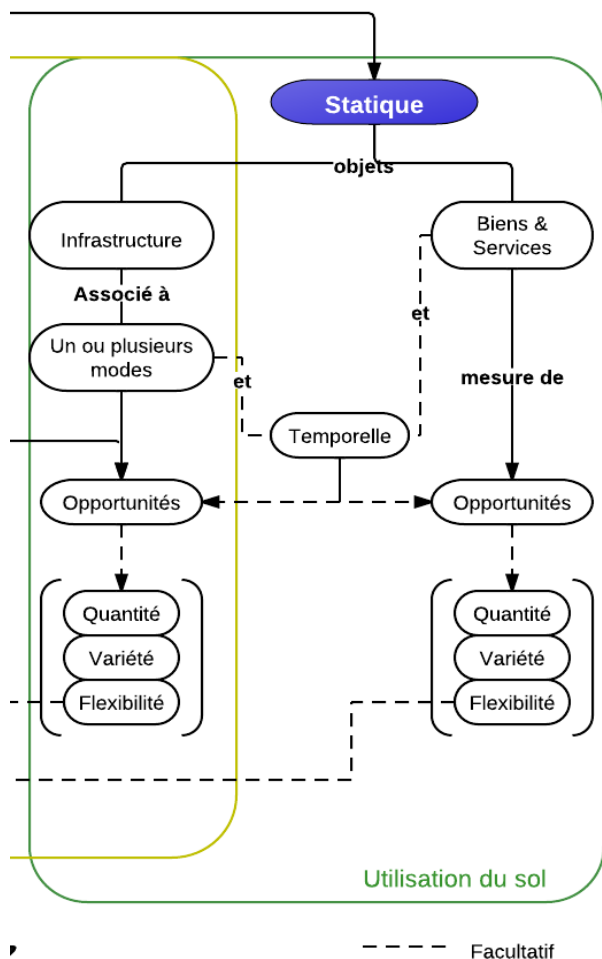 Statique
objets
Infrastructure
Biens &
Services
Associé à
et
Un ou plusieurs
modes
et
mesure de
Temporelle
Opportunités
Opportunités
Quantité
Quantité
Variété
Variété
Flexibilité
Flexibilité
Utilisation du sol
Facultatif